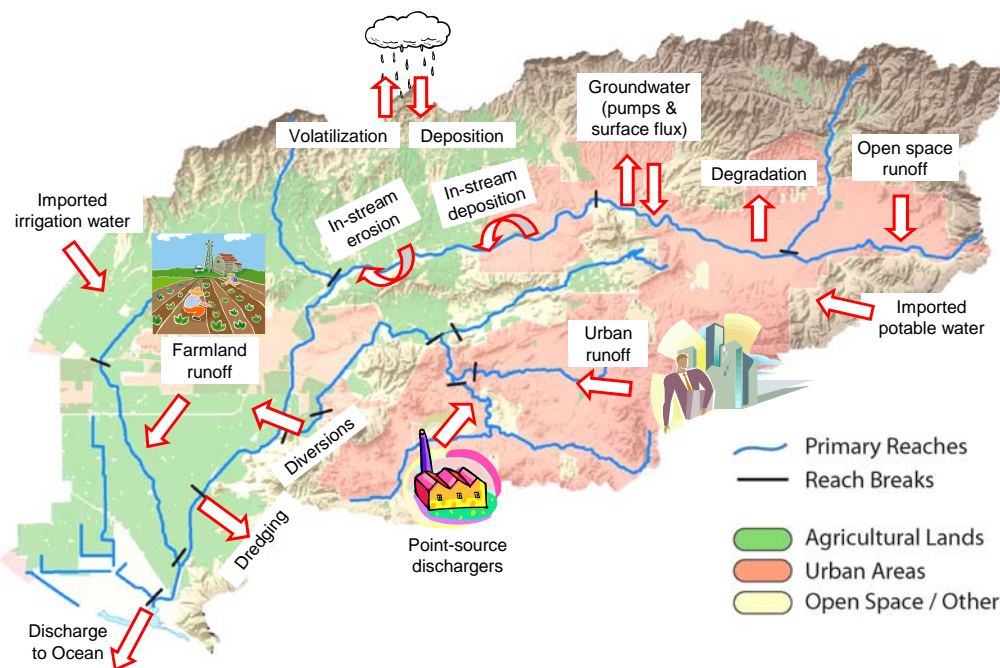 Volatilization
Deposition
Groundwater
(pumps &
surface flux)
Degradation
Open space
runoff
Imported
irrigation water
In-stream
erosion
In-stream
deposition
Farmland
runoff
Urban
runoff
Imported
potable water
Diversions
Dredging
Point-source
dischargers
Discharge
to Ocean
Primary Reaches
Reach Breaks
Agricultural Lands
Urban Areas
Open Space / Other